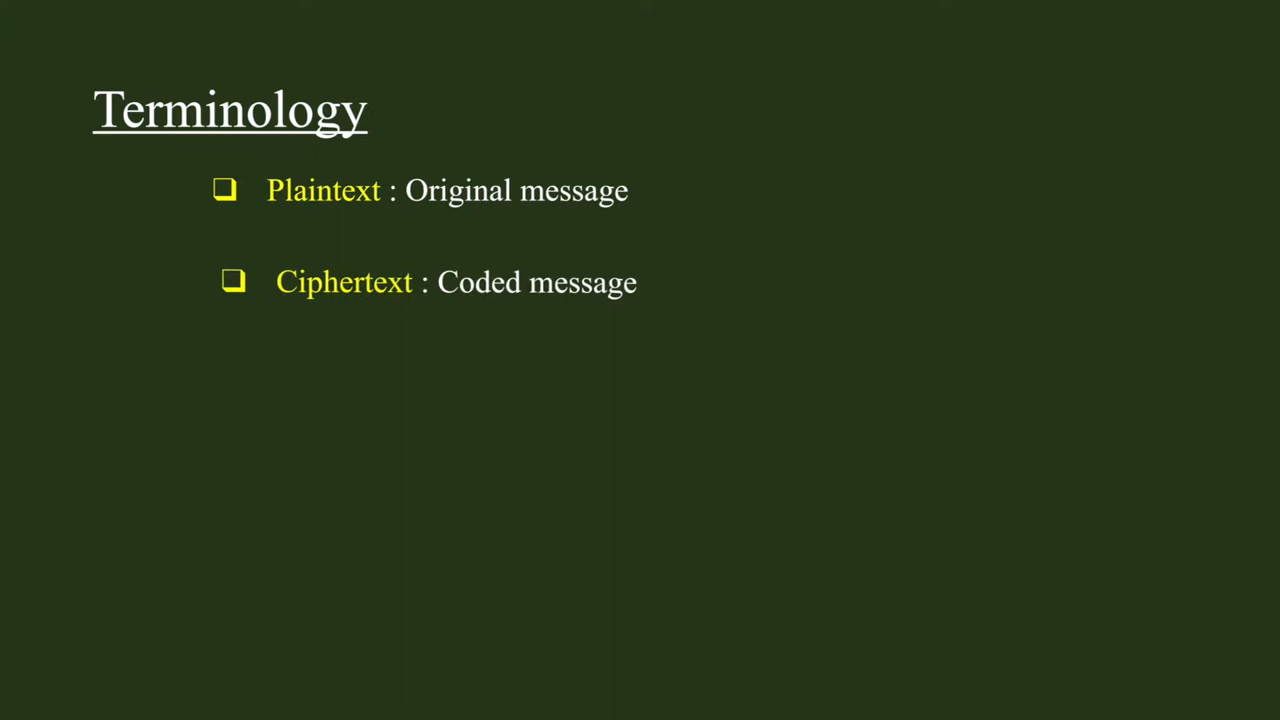 Terminology
❑ Plaintext : Original message
❑ Ciphertext : Coded message